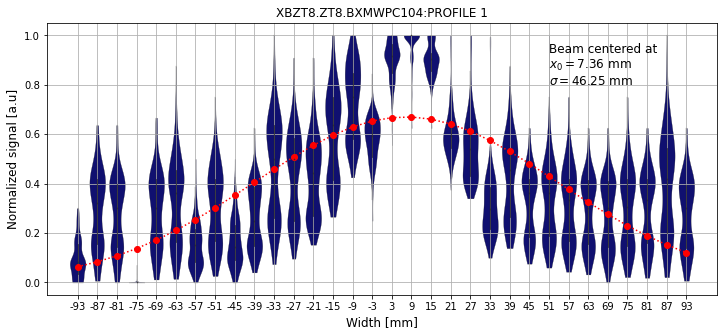 XBZT8.ZT8.BXMWPC104:PROFILE 1
Normalized signal [a.u]
1.0
0.8
0.6
0.4
0.2
0.0
Beam centered at
x₀ = 7.36 mm
σ = 46.25 mm
-93 -87 -81 -75 -69 -63 -57 -51 -45 -39 -33 -27 -21 -15 -9 -3 3 9 15 21 27 33 39 45 51 57 63 69 75 81 87 93
Width [mm]